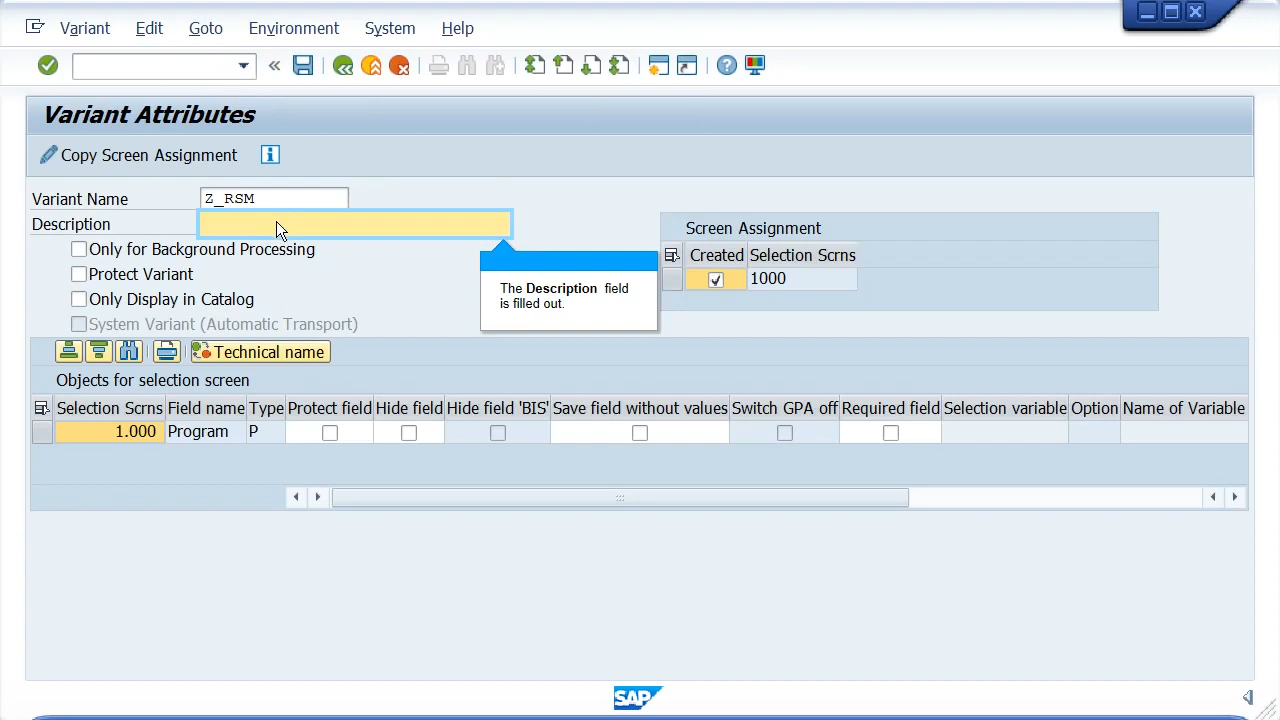 Variant Edit Goto Environment System Help
Variant Attributes
Copy Screen Assignment
Variant Name Z_RSM
Description
Only for Background Processing
Protect Variant
Only Display in Catalog
System Variant (Automatic Transport)
Screen Assignment
Created Selection Scrns
1000
The Description field
is filled out.
Technical name
Objects for selection screen
Selection Scrns Field name Type Protect field Hide field Hide field 'BIS' Save field without values Switch GPA off Required field Selection variable Option Name of Variable
1.000 Program P
SAP